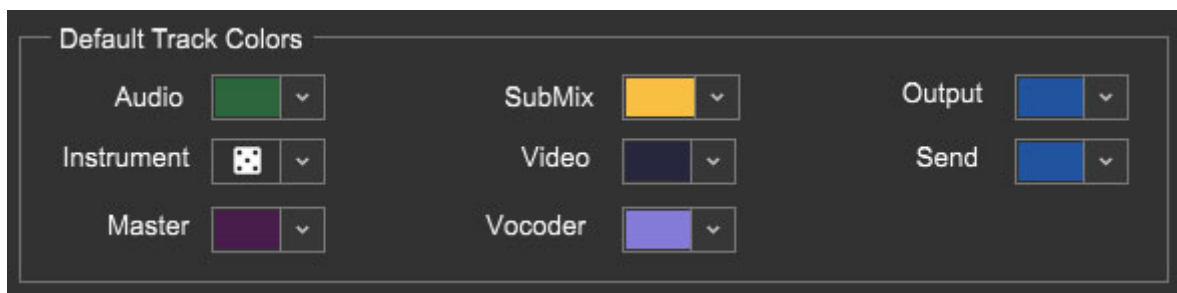 Default Track Colors
Audio
SubMix
Output
Instrument
Video
Send
Master
Vocoder